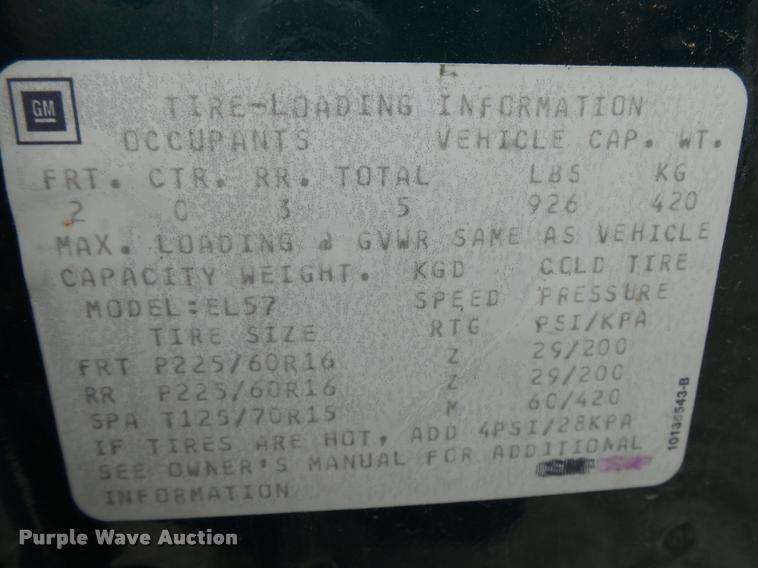 GM
TIRE-LOADING INFORMATION
OCCUPANTS VEHICLE CAP. WT.
FRT. CTR. RR. TOTAL LBS KG
2 0 3 5 926 420
MAX. LOADING & GVWR SAME AS VEHICLE
CAPACITY WEIGHT. KGD COLD TIRE
MODEL:EL57 SPEED PRESSURE
TIRE SIZE RTG PSI/KPA
FRT P225/60R16 Z 29/200
RR P225/60R16 Z 29/200
SPA T125/70R15 M 60/420
IF TIRES ARE HOT, ADD 4PSI/28KPA
SEE OWNER'S MANUAL FOR ADDITIONAL
INFORMATION
10135543-B
Purple Wave Auction